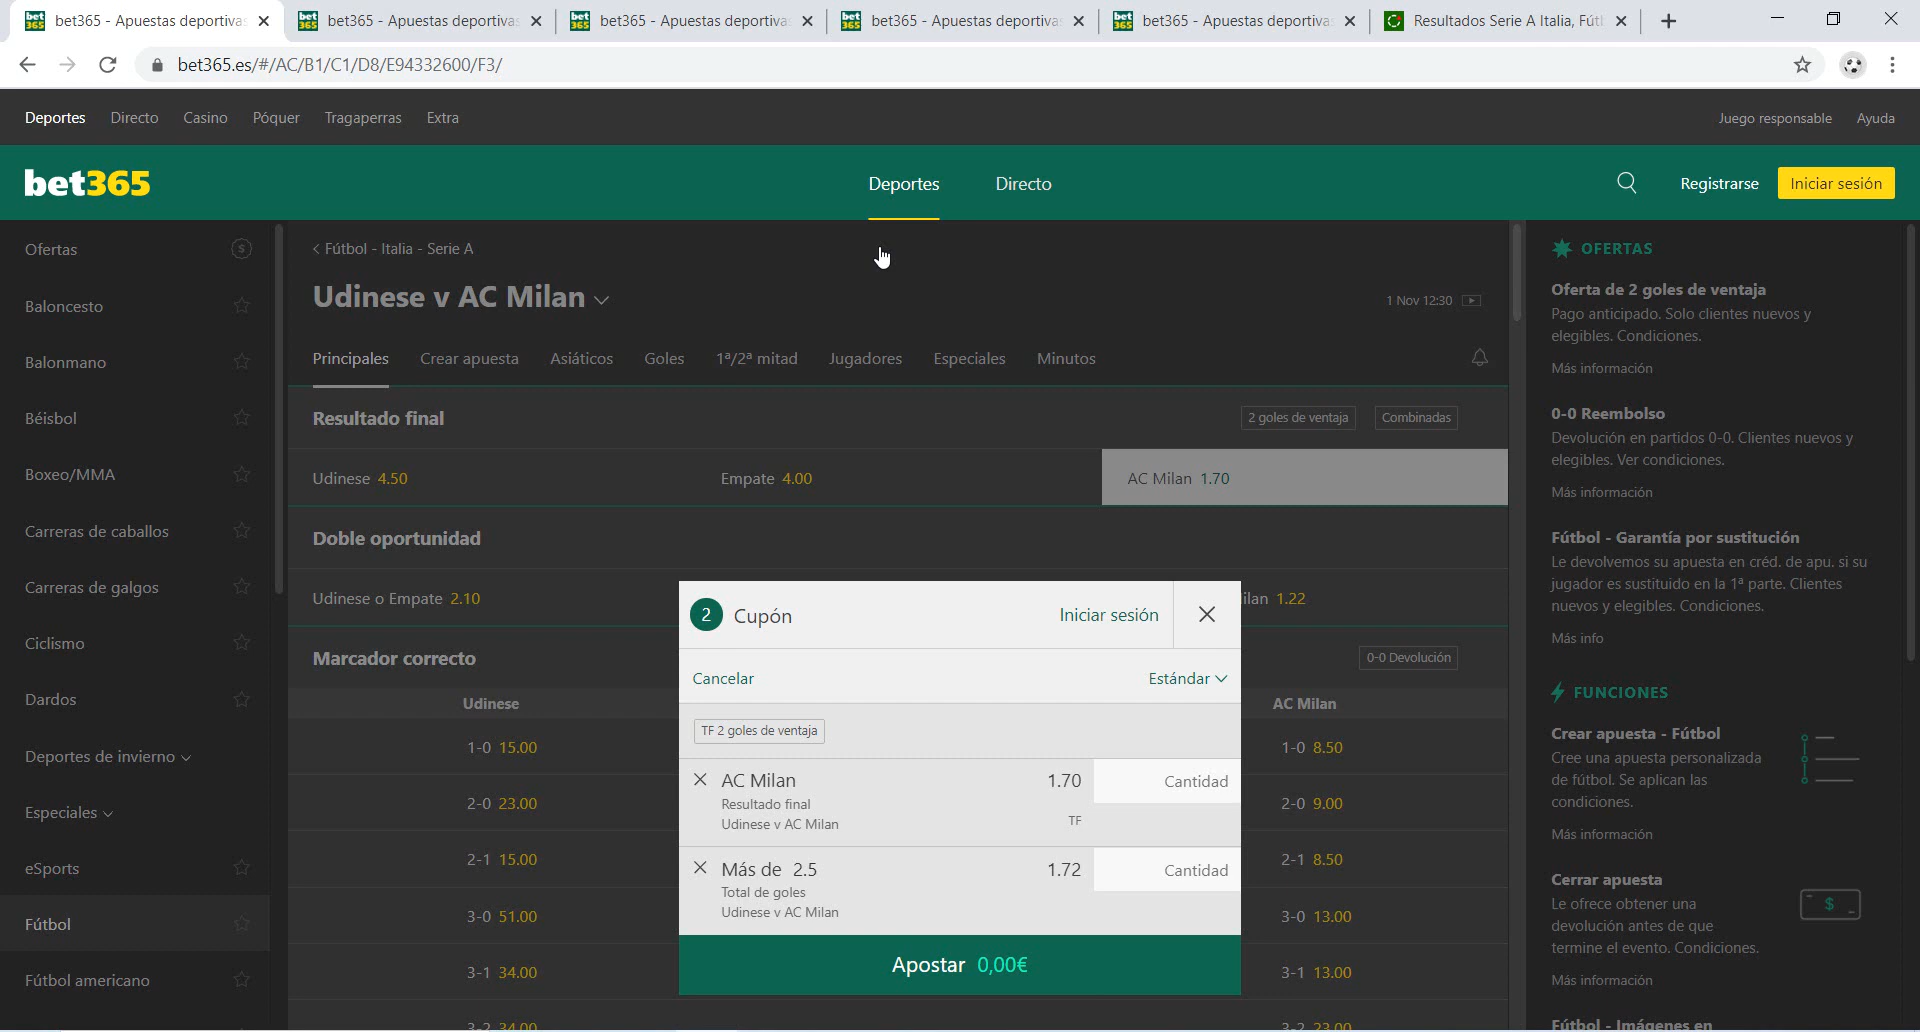 bet365 - Apuestas deportivas
bet365 - Apuestas deportivas
bet365 - Apuestas deportiva
bet365 - Apuestas deportiva
bet365 - Apuestas deportiva
Resultados Serie A Italia, Fút
bet365.es/#/AC/B1/C1/D8/E94332600/F3/
Deportes Directo Casino Póquer Tragaperras Extra
Juego responsable Ayuda
bet365
Deportes Directo
Registrarse Iniciar sesión
Ofertas
Baloncesto
Balonmano
Béisbol
Boxeo/MMA
Carreras de caballos
Carreras de galgos
Ciclismo
Dardos
Deportes de invierno
Especiales
eSports
Fútbol
Fútbol americano
< Fútbol - Italia - Serie A
Udinese v AC Milan
1 Nov 12:30
Principales Crear apuesta Asiáticos Goles 1ª/2ª mitad Jugadores Especiales Minutos
Resultado final
2 goles de ventaja Combinadas
Udinese 4.50 Empate 4.00 AC Milan 1.70
Doble oportunidad
Udinese o Empate 2.10 ilan 1.22
Marcador correcto
0-0 Devolución
Udinese AC Milan
1-0 15.00 1-0 8.50
2-0 23.00 2-0 9.00
2-1 15.00 2-1 8.50
3-0 51.00 3-0 13.00
3-1 34.00 3-1 13.00
3-2 34.00 3-2 23.00
2 Cupón Iniciar sesión
Cancelar Estándar
TF 2 goles de ventaja
AC Milan 1.70 Cantidad
Resultado final
Udinese v AC Milan TF
Más de 2.5 1.72 Cantidad
Total de goles
Udinese v AC Milan
Apostar 0,00€
OFERTAS
Oferta de 2 goles de ventaja
Pago anticipado. Solo clientes nuevos y
elegibles. Condiciones.
Más información
0-0 Reembolso
Devolución en partidos 0-0. Clientes nuevos y
elegibles. Ver condiciones.
Más información
Fútbol - Garantía por sustitución
Le devolvemos su apuesta en créd. de apu. si su
jugador es sustituido en la 1ª parte. Clientes
nuevos y elegibles. Condiciones.
Más info
FUNCIONES
Crear apuesta - Fútbol
Cree una apuesta personalizada
de fútbol. Se aplican las
condiciones.
Más información
Cerrar apuesta
Le ofrece obtener una
devolución antes de que
termine el evento. Condiciones.
Más información
Fútbol - Imágenes en